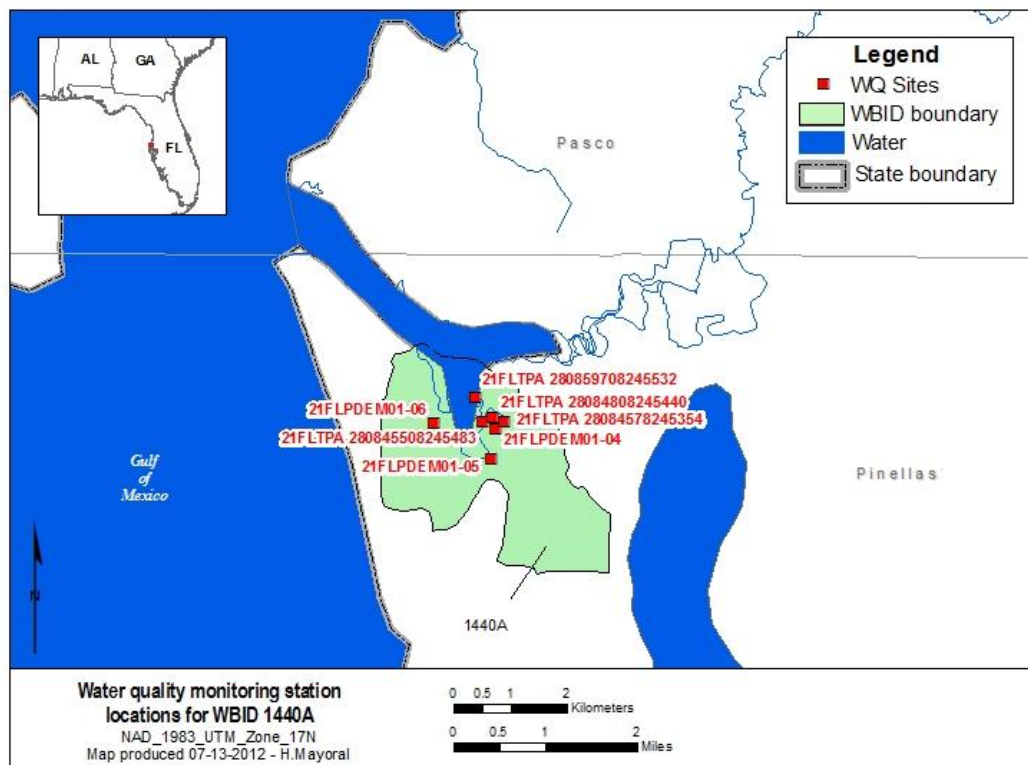 AL
GA
FL
Legend
WQ Sites
WBID boundary
Water
State boundary
Pasco
21FLTPA 280859708245532
21FLPDEM01-06
21FLTPA 28084808245440
21FLTPA 28084578245354
21FLTPA 280845508245483
21FLPDEM01-04
21FLPDEM01-05
Gulf
of
Mexico
Pinellas
N
1440A
Water quality monitoring station
locations for WBID 1440A
NAD_1983_UTM_Zone_17N
Map produced 07-13-2012 - H.Mayoral
0 0.5 1 2
Kilometers
0 0.5 1 2
Miles